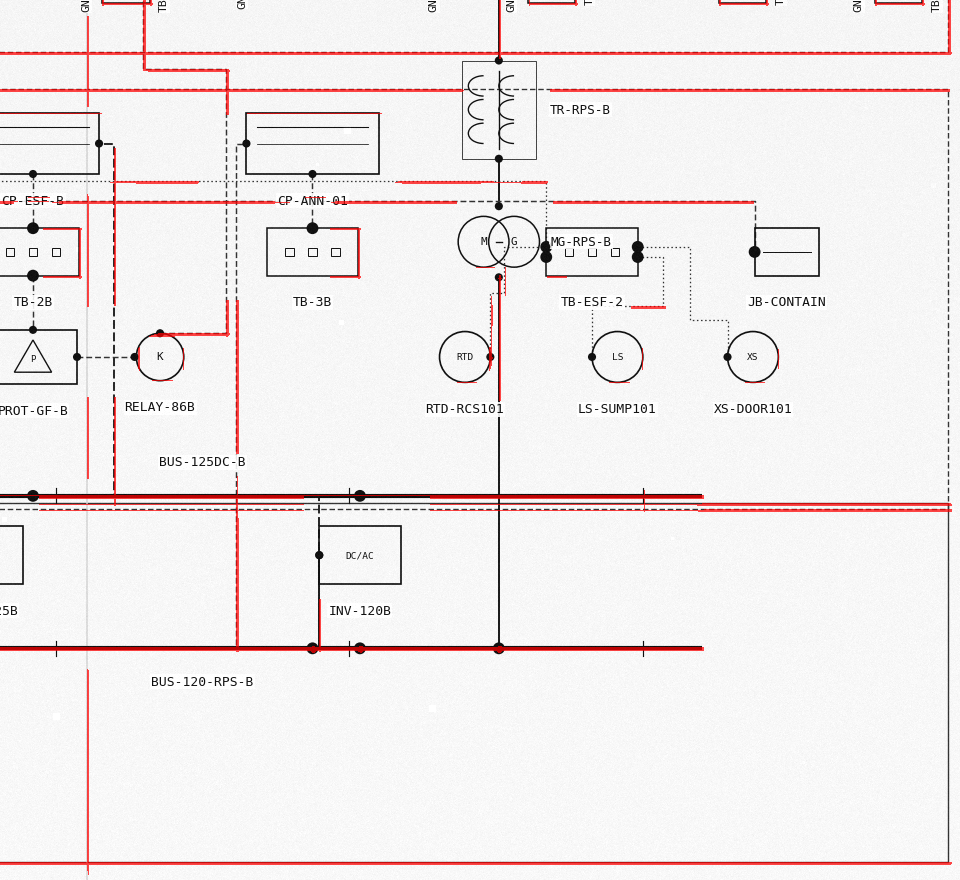 TR-RPS-B
CP-ESF-B
CP-ANN-01
M
G
MG-RPS-B
TB-2B
TB-3B
TB-ESF-2
JB-CONTAIN
P
K
RTD
LS
XS
PROT-GF-B
RELAY-86B
RTD-RCS101
LS-SUMP101
XS-DOOR101
BUS-125DC-B
DC/AC
25B
INV-120B
BUS-120-RPS-B